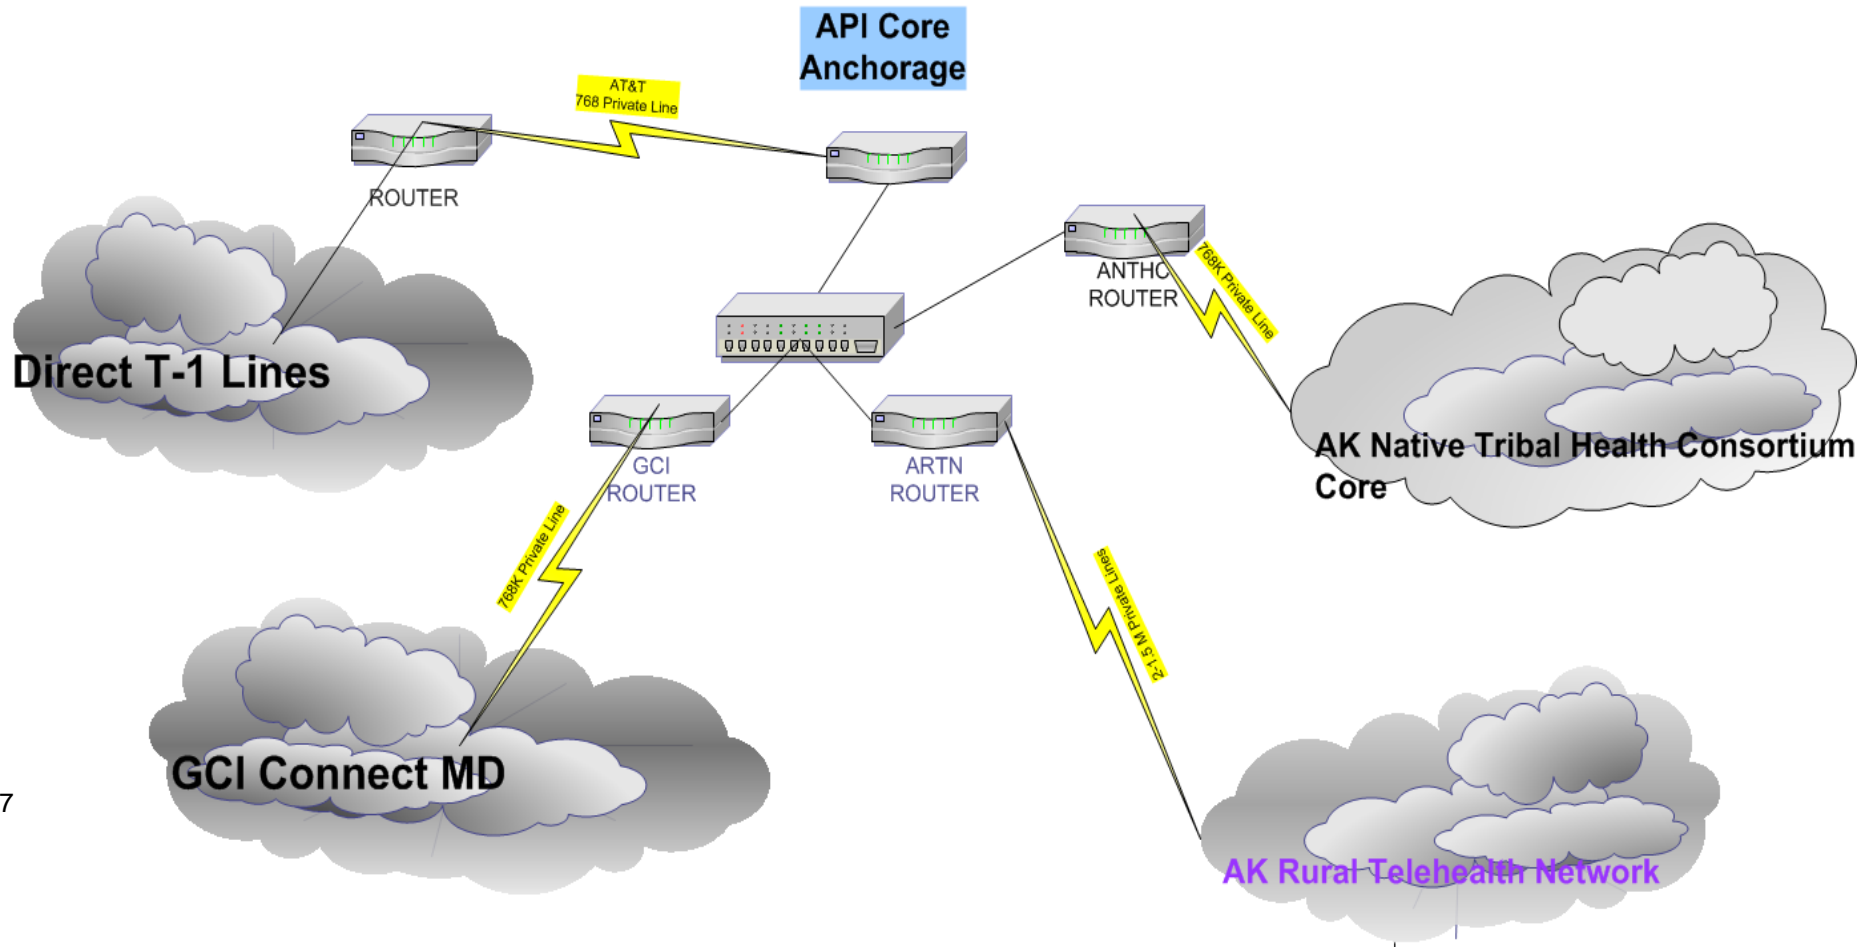 API Core
Anchorage
AT&T
768 Private Line
ROUTER
ANTHC
ROUTER
768K Private Line
Direct T-1 Lines
AK Native Tribal Health Consortium
Core
GCI
ROUTER
ARTN
ROUTER
768K Private Line
2-1.5 M Private Lines
GCI Connect MD
7
AK Rural Telehealth Network